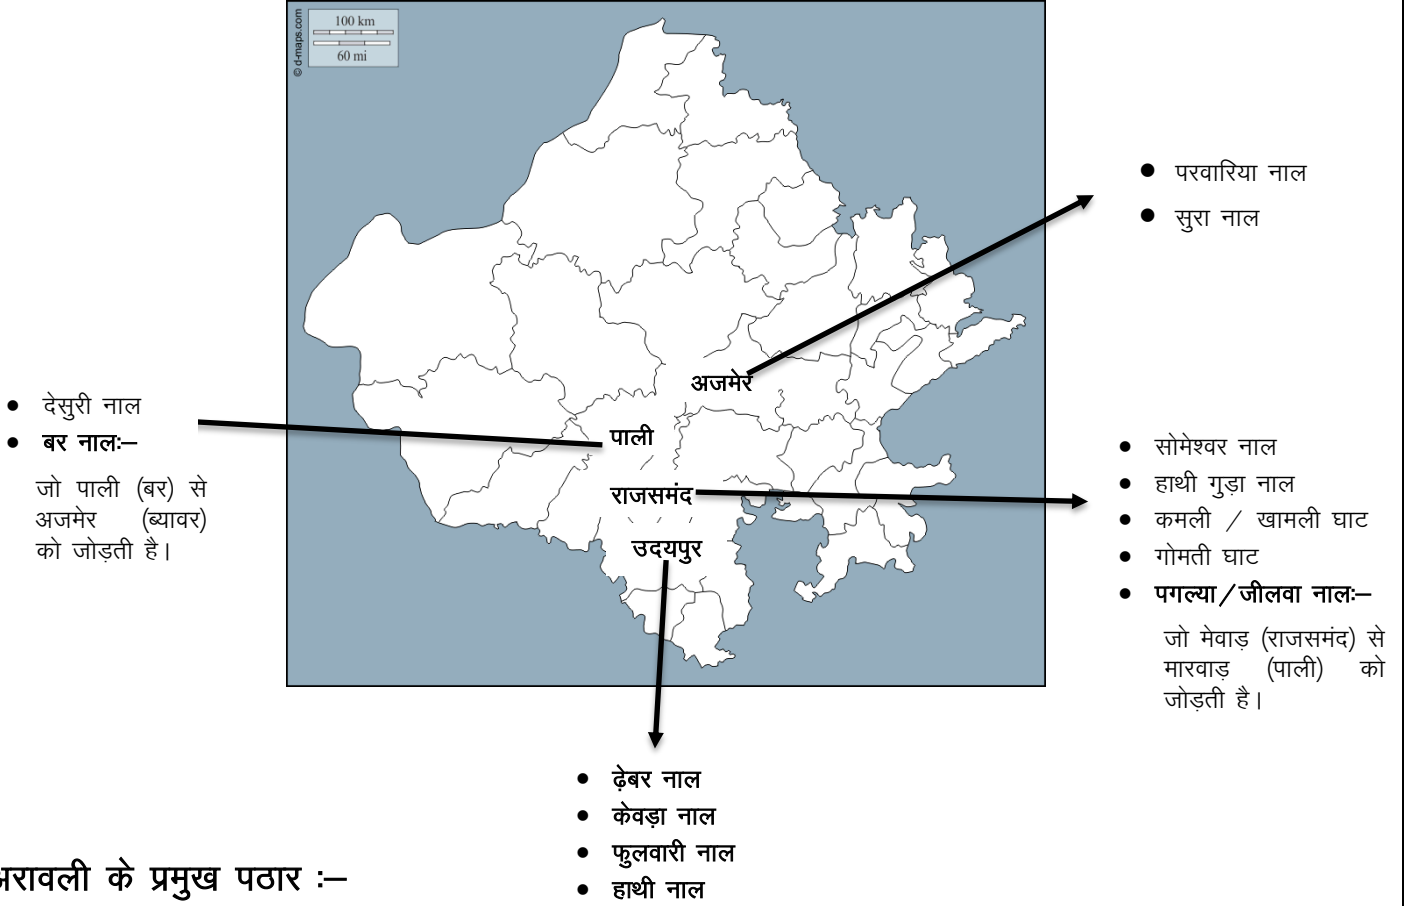 © d-maps.com
100 km
60 mi
● परवारिया नाल
● सुरा नाल
अजमेर
● देसुरी नाल
● बर नालः–
जो पाली (बर) से
अजमेर (ब्यावर)
को जोड़ती है।
पाली
राजसमंद
उदयपुर
● सोमेश्वर नाल
● हाथी गुड़ा नाल
● कमली / खामली घाट
● गोमती घाट
● पगल्या/जीलवा नालः–
जो मेवाड़ (राजसमंद) से
मारवाड़ (पाली) को
जोड़ती है।
● ढ़ेबर नाल
● केवड़ा नाल
● फुलवारी नाल
● हाथी नाल
अरावली के प्रमुख पठार :–